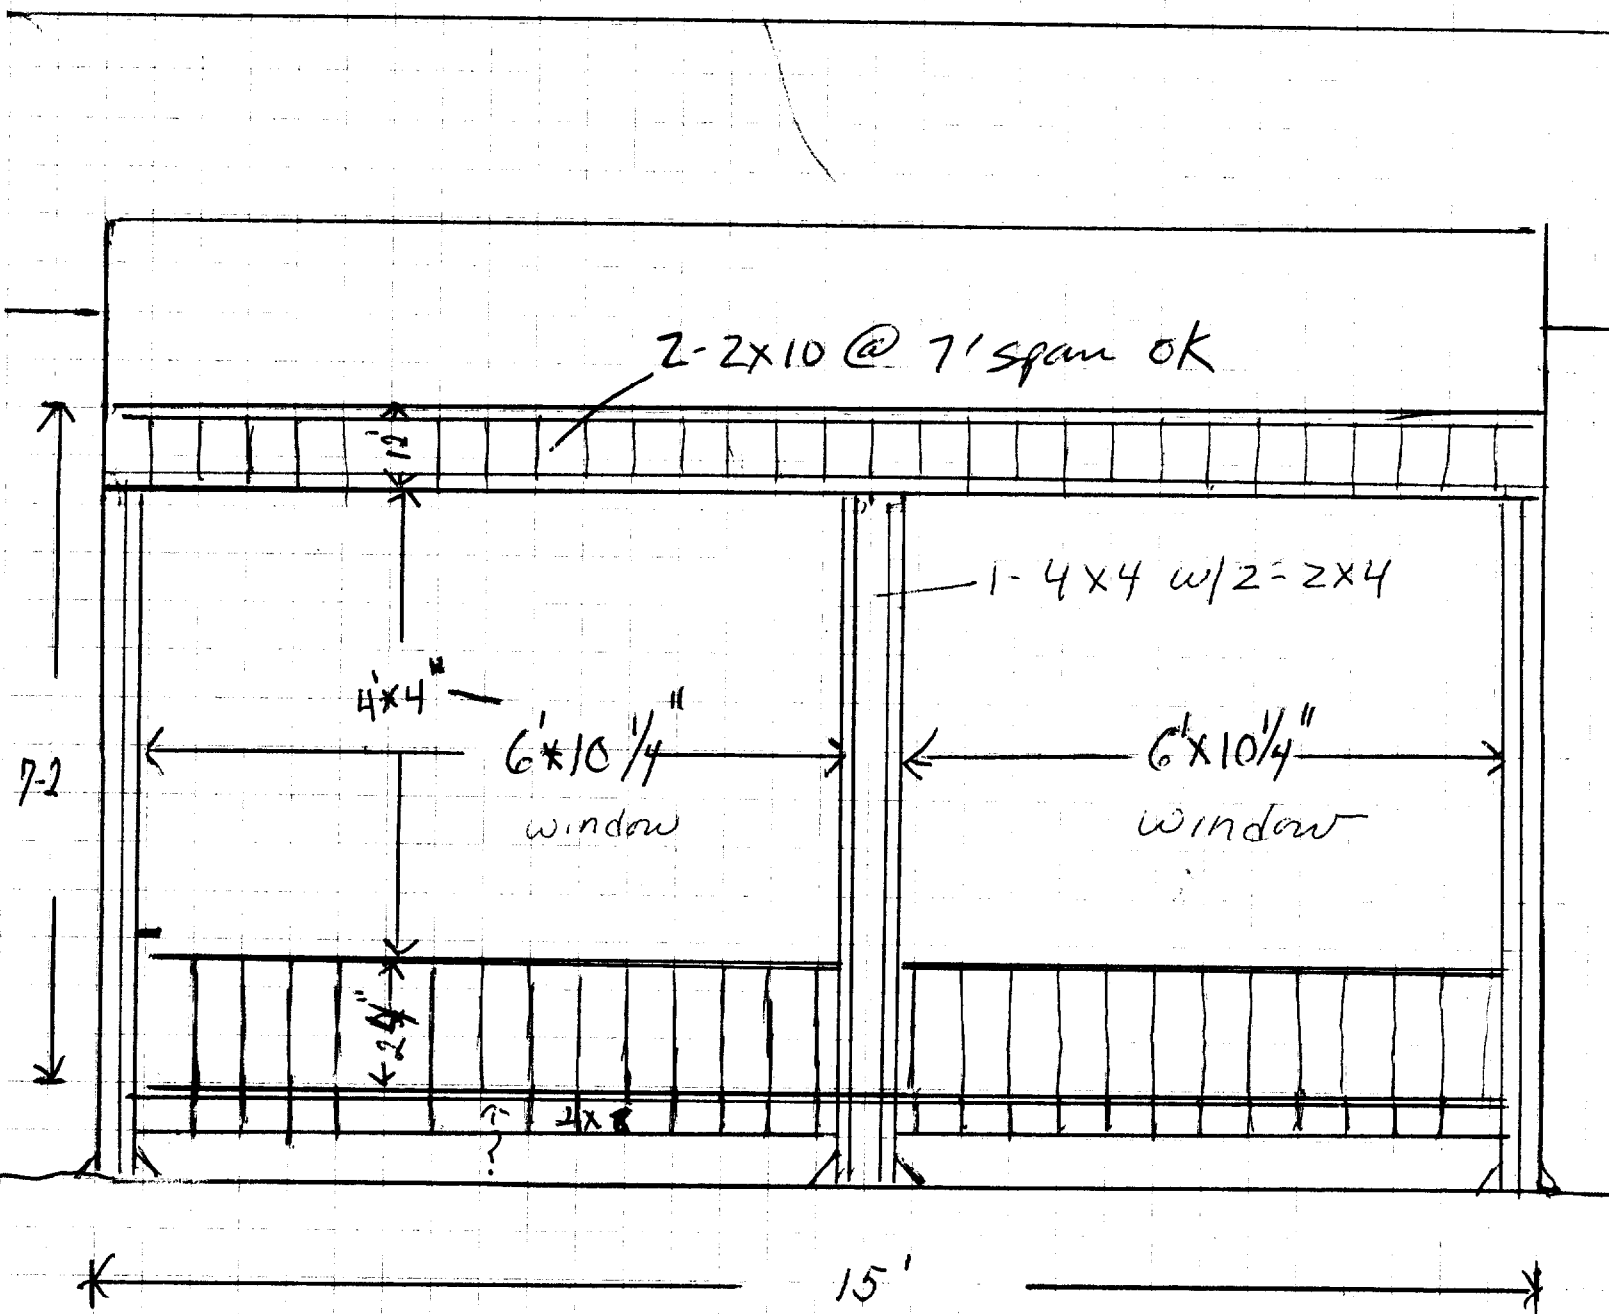 2-2x10 @ 7' span OK
12'
1- 4x4 w/2= 2x4
4'x4"
6'x10 1/4"
6'x10 1/4"
7-2
window
window
24"
?
15'